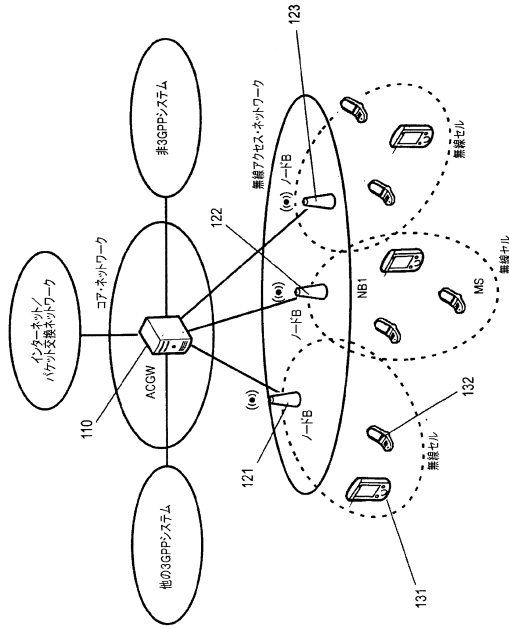 インターネット／
パケット交換ネットワーク
他の3GPPシステム
非3GPPシステム
コア・ネットワーク
110
ACGW
無線アクセス・ネットワーク
121
122
123
ノードB
ノードB
ノードB
NB1
MS
131
132
無線セル
無線セル
無線セル